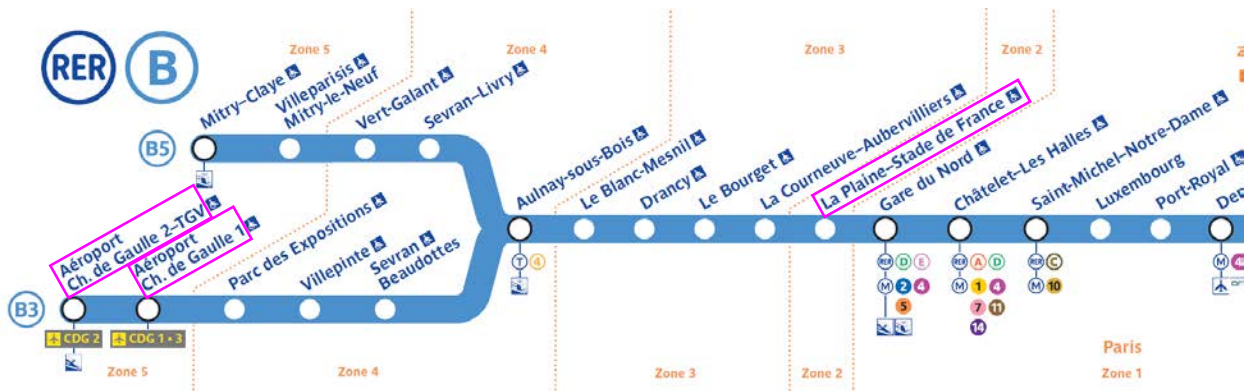 RER B
Zone 5
Zone 4
Zone 3
Zone 2
Mitry–Claye
Villeparisis
Mitry-le-Neuf
Vert-Galant
Sevran–Livry
B5
Aulnay-sous-Bois
Le Blanc-Mesnil
Drancy
Le Bourget
La Courneuve–Aubervilliers
La Plaine–Stade de France
Gare du Nord
Châtelet–Les Halles
Saint-Michel–Notre-Dame
Luxembourg
Port-Royal
Aéroport
Ch. de Gaulle 2–TGV
Aéroport
Ch. de Gaulle 1
Parc des Expositions
Villepinte
Sevran
Beaudottes
B3
CDG 2
CDG 1 • 3
T 4
RER D E
M 2 4
5
RER A D
M 1 4
7 11
14
RER C
M 10
M
Zone 5
Zone 4
Zone 3
Zone 2
Paris
Zone 1